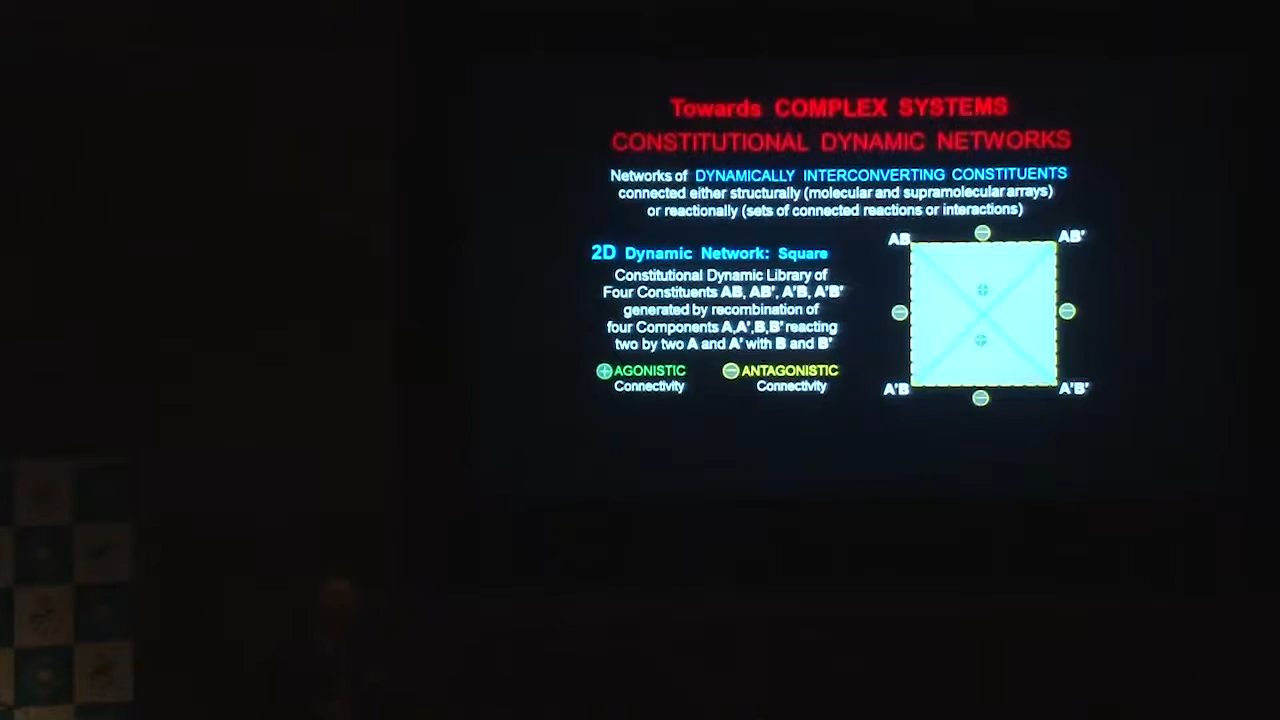 Towards COMPLEX SYSTEMS
CONSTITUTIONAL DYNAMIC NETWORKS
Networks of DYNAMICALLY INTERCONVERTING CONSTITUENTS
connected either structurally (molecular and supramolecular arrays)
or reactionally (sets of connected reactions or interactions)
2D Dynamic Network: Square
Constitutional Dynamic Library of
Four Constituents AB, AB', A'B, A'B'
generated by recombination of
four Components A,A',B,B' reacting
two by two A and A' with B and B'
+ AGONISTIC
Connectivity
− ANTAGONISTIC
Connectivity
−
AB
AB'
+
−
−
+
A'B
A'B'
−